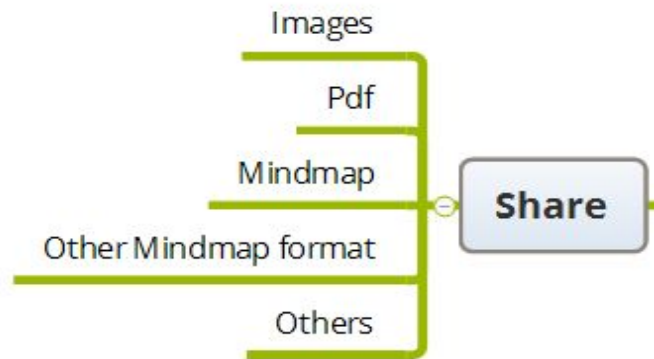 Images
Pdf
Mindmap
Share
Other Mindmap format
Others